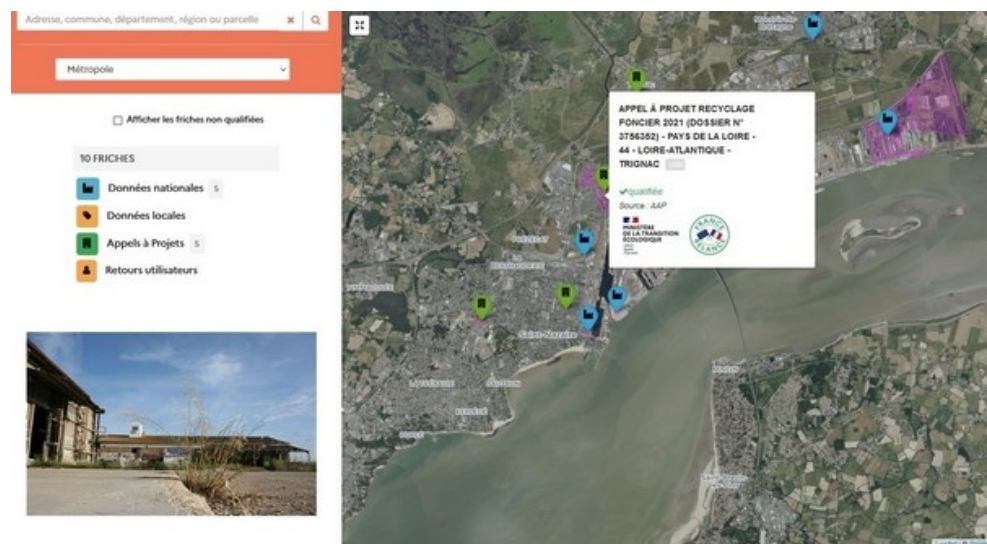 Adresse, commune, département, région ou parcelle
Métropole
Afficher les friches non qualifiées
10 FRICHES
Données nationales 5
Données locales
Appels à Projets 5
Retours utilisateurs
APPEL À PROJET RECYCLAGE
FONCIER 2021 (DOSSIER N°
3756352) - PAYS DE LA LOIRE -
44 - LOIRE-ATLANTIQUE -
TRIGNAC
qualifiée
Source : AAP
MINISTÈRE
DE LA TRANSITION
ÉCOLOGIQUE
FRANCE
RELANCE
Saint-Nazaire